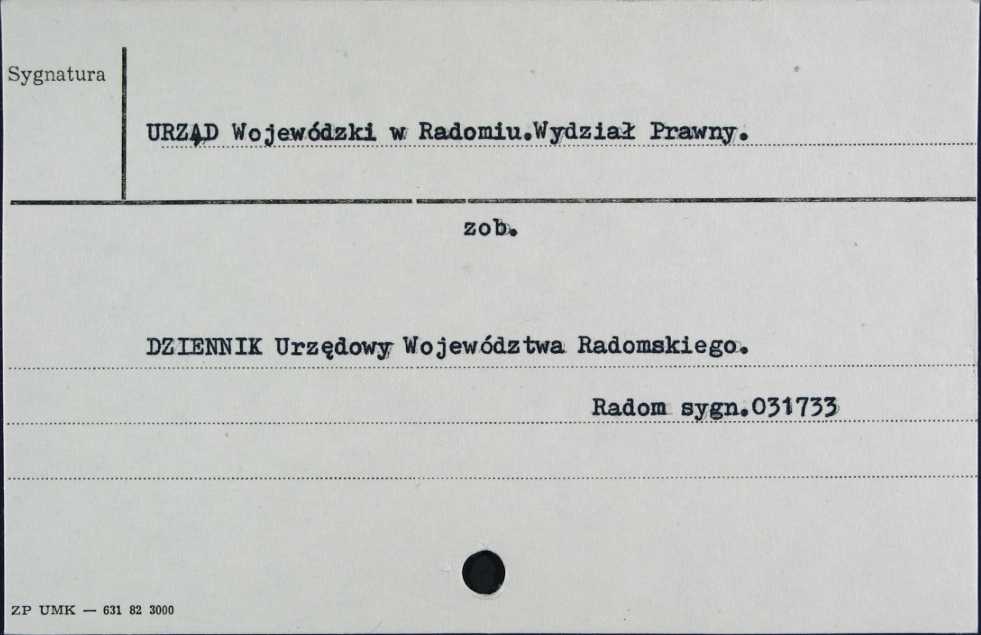 Sygnatura
URZĄD Wojewódzki w Radomiu.Wydział Prawny.
zob.
DZIENNIK Urzędowy Województwa Radomskiego.
Radom sygn.031733
ZP UMK — 631 82 3000